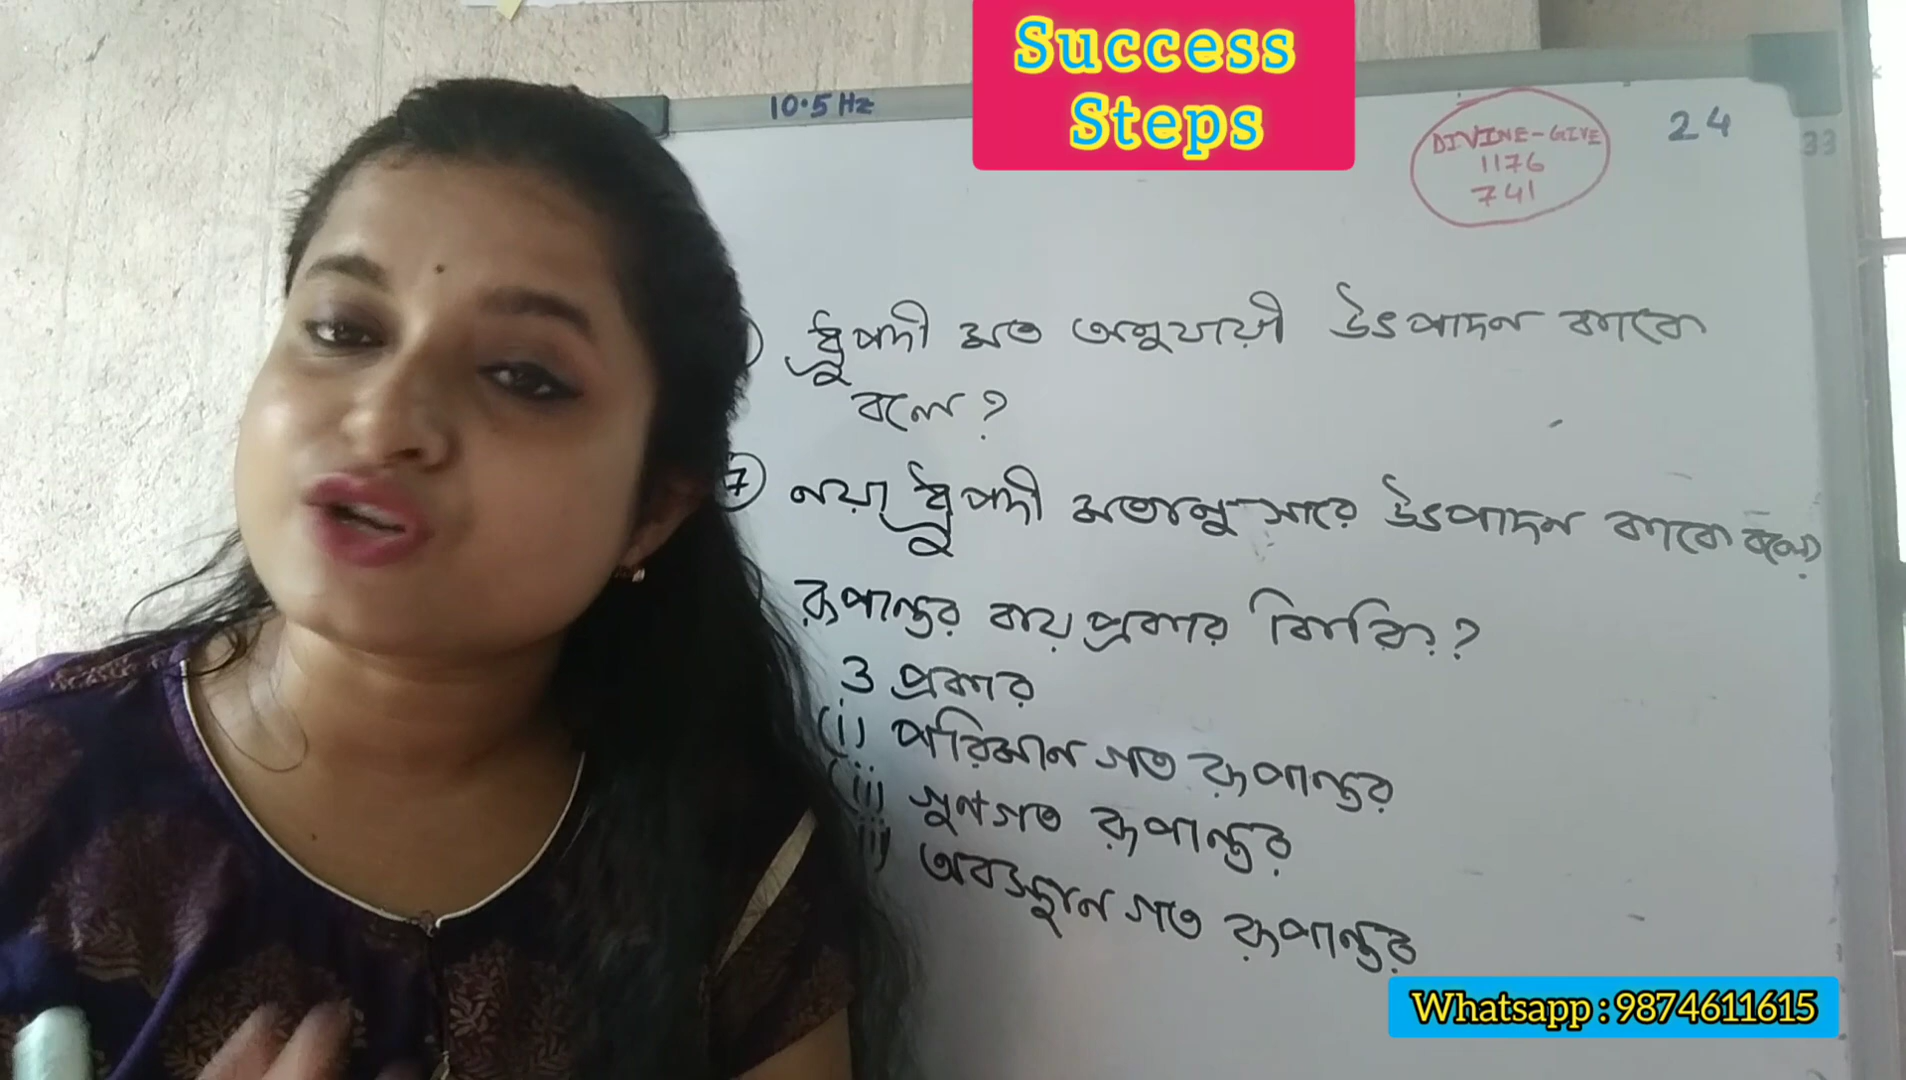 Success
Steps
10.5 Hz
DIVINE-GIVE
1176
741
24
33
ধ্রুপদী মত অনুযায়ী উৎপাদন কাকে
বলে?
7 নয়া ধ্রুপদী মতানুসারে উৎপাদন কাকে বলে?
রূপান্তর কয় প্রকার কি কি?
3 প্রকার
(i) পরিমান গত রূপান্তর
(ii) গুণগত রূপান্তর
(iii) অবস্থান গত রূপান্তর
Whatsapp : 9874611615